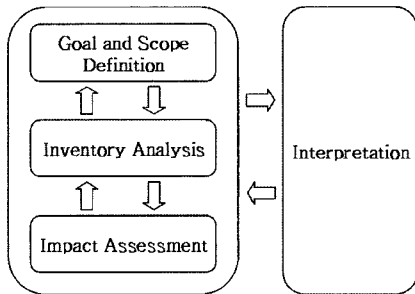 Goal and Scope
Definition
Inventory Analysis
Impact Assessment
Interpretation